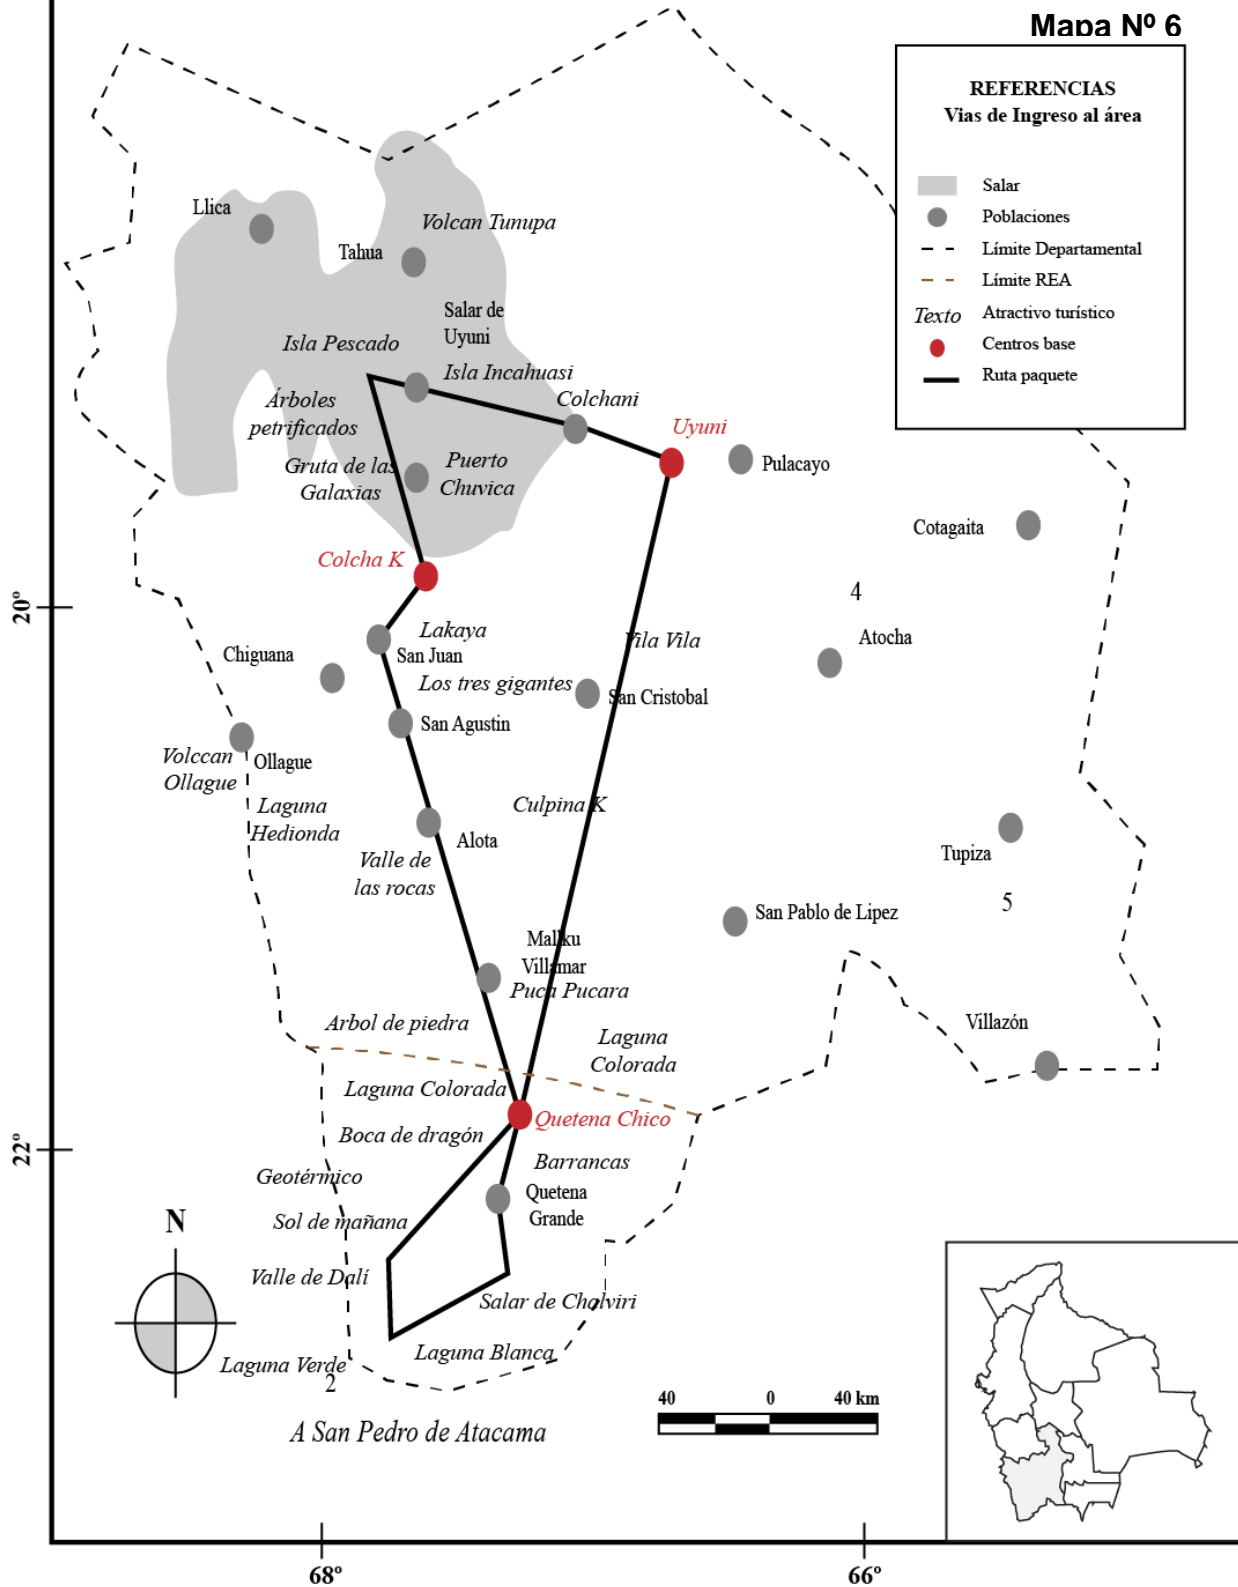 Mapa Nº 6
REFERENCIAS
Vias de Ingreso al área
Salar
Poblaciones
Límite Departamental
Límite REA
Texto Atractivo turístico
Centros base
Ruta paquete
Llica
Volcan Tunupa
Tahua
Salar de
Uyuni
Isla Pescado
Isla Incahuasi
Árboles
petrificados
Colchani
Uyuni
Pulacayo
Gruta de las
Galaxias
Puerto
Chuvica
Cotagaita
Colcha K
20º
4
Lakaya
Vila Vila
Atocha
Chiguana
San Juan
Los tres gigantes
San Cristobal
San Agustin
Volccan
Ollague
Ollague
Laguna
Hedionda
Culpina K
Alota
Valle de
las rocas
Tupiza
5
San Pablo de Lipez
Mallku
Villamar
Puca Pucara
Arbol de piedra
Laguna
Colorada
Villazón
Laguna Colorada
Quetena Chico
Boca de dragón
22º
Barrancas
Geotérmico
Quetena
Grande
N
Sol de mañana
Valle de Dalí
Salar de Chalviri
Laguna Blanca
Laguna Verde
2
40 0 40 km
A San Pedro de Atacama
68º
66º